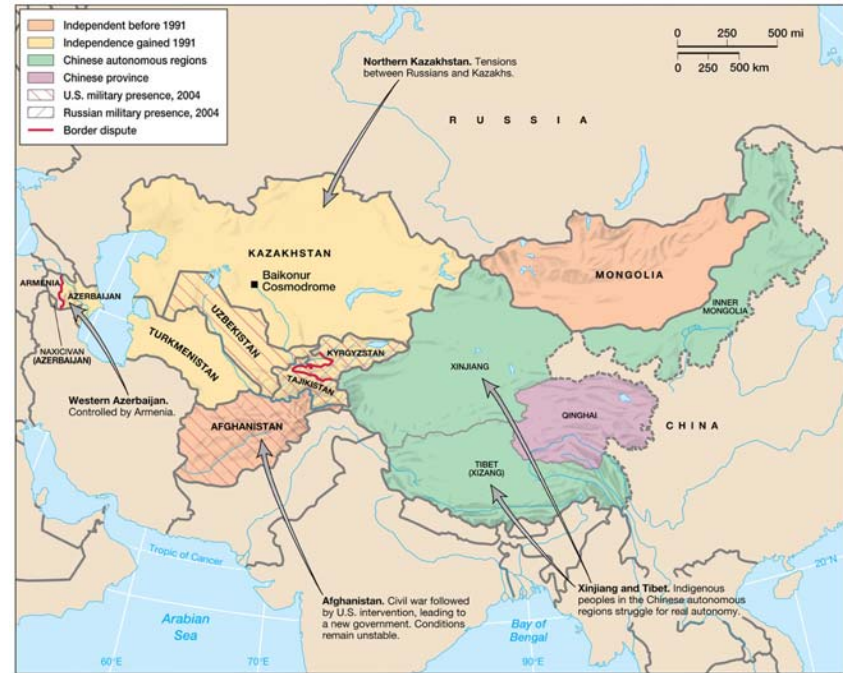 Independent before 1991
Independence gained 1991
Chinese autonomous regions
Chinese province
U.S. military presence, 2004
Russian military presence, 2004
Border dispute
0 250 500 mi
0 250 500 km
Northern Kazakhstan. Tensions
between Russians and Kazakhs.
RUSSIA
KAZAKHSTAN
Baikonur
Cosmodrome
MONGOLIA
ARMENIA
AZERBAIJAN
INNER
MONGOLIA
UZBEKISTAN
NAXICIVAN
(AZERBAIJAN)
TURKMENISTAN
KYRGYZSTAN
XINJIANG
TAJIKISTAN
Western Azerbaijan.
Controlled by Armenia.
QINGHAI
AFGHANISTAN
CHINA
TIBET
(XIZANG)
Tropic of Cancer
20°N
Afghanistan. Civil war followed
by U.S. intervention, leading to
a new government. Conditions
remain unstable.
Xinjiang and Tibet. Indigenous
peoples in the Chinese autonomous
regions struggle for real autonomy.
Arabian
Sea
Bay of
Bengal
60°E
70°E
90°E